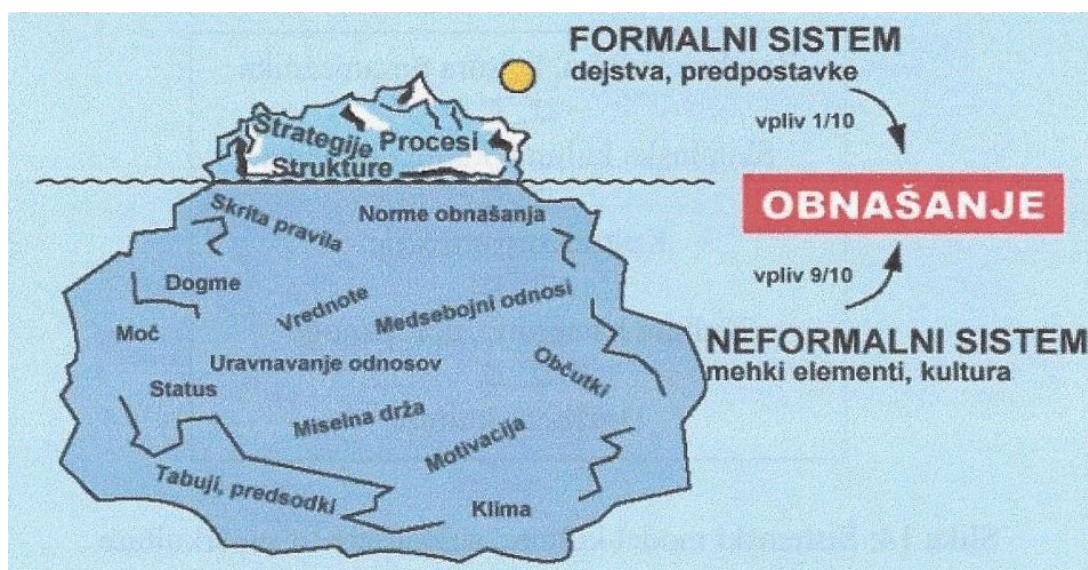 FORMALNI SISTEM
dejstva, predpostavke
vpliv 1/10
Strategije
Procesi
Strukture
OBNAŠANJE
Skrita pravila
Norme obnašanja
vpliv 9/10
Dogme
Vrednote
Medsebojni odnosi
Moč
NEFORMALNI SISTEM
mehki elementi, kultura
Uravnavanje odnosov
Občutki
Status
Miselna drža
Motivacija
Tabuji, predsodki
Klima